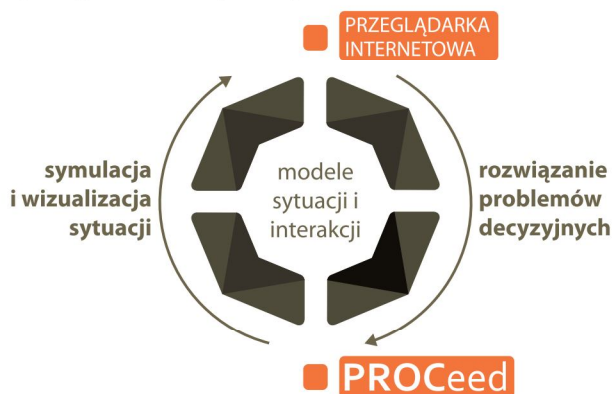 PRZEGLĄDARKA
INTERNETOWA
symulacja
i wizualizacja
sytuacji
modele
sytuacji i
interakcji
rozwiązanie
problemów
decyzyjnych
PROCeed